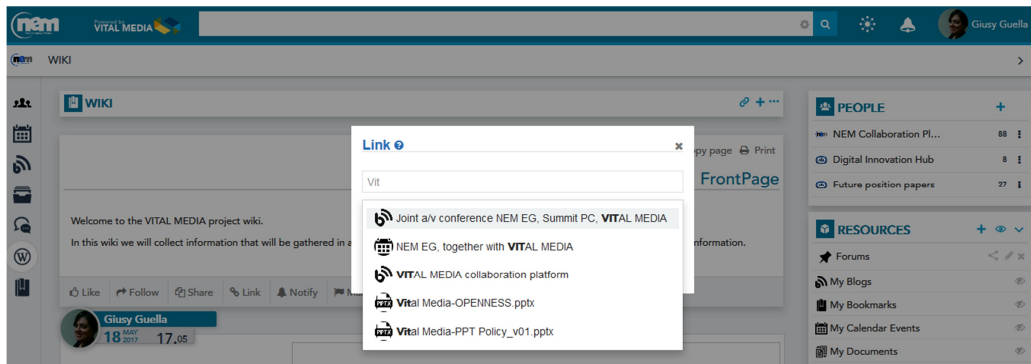 nem
Powered by
VITAL MEDIA
Giusy Guella
nem WIKI
WIKI
PEOPLE
NEM Collaboration Pl... 88
Digital Innovation Hub 8
Future position papers 27
Link
Vit
Joint a/v conference NEM EG, Summit PC, VITAL MEDIA
NEM EG, together with VITAL MEDIA
VITAL MEDIA collaboration platform
PPTX Vital Media-OPENNESS.pptx
PPTX Vital Media-PPT Policy_v01.pptx
py page Print
FrontPage
Welcome to the VITAL MEDIA project wiki.
In this wiki we will collect information that will be gathered in a
nformation.
Like Follow Share Link Notify
Giusy Guella
18 MAY 2017 17.05
RESOURCES
Forums
My Blogs
My Bookmarks
My Calendar Events
My Documents